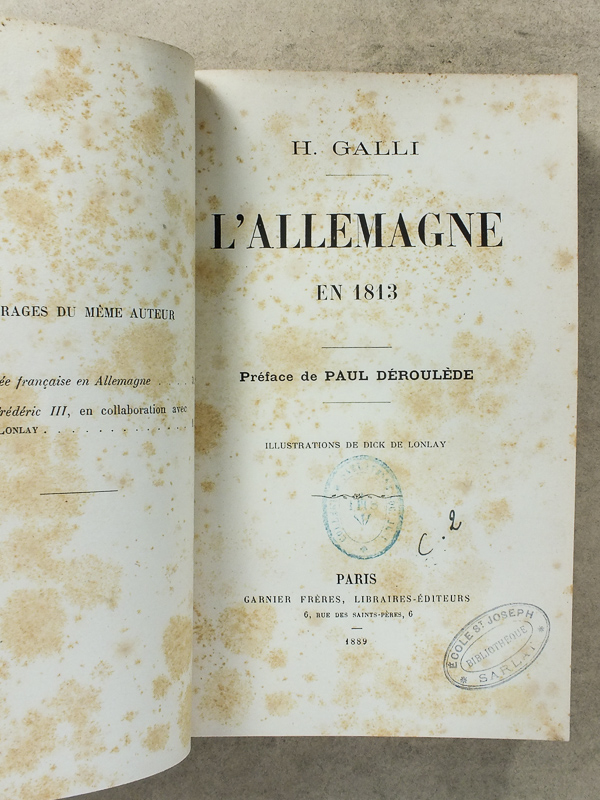 RAGES DU MÊME AUTEUR
ée française en Allemagne . . . .
rédéric III, en collaboration avec
LONLAY . . . . . . . . . . . . .
H. GALLI
L'ALLEMAGNE
EN 1813
Préface de PAUL DÉROULÈDE
ILLUSTRATIONS DE DICK DE LONLAY
C. 2
PARIS
GARNIER FRÈRES, LIBRAIRES-ÉDITEURS
6, RUE DES SAINTS-PÈRES, 6
1889
ÉCOLE ST JOSEPH
BIBLIOTHÈQUE
* SARLAT *